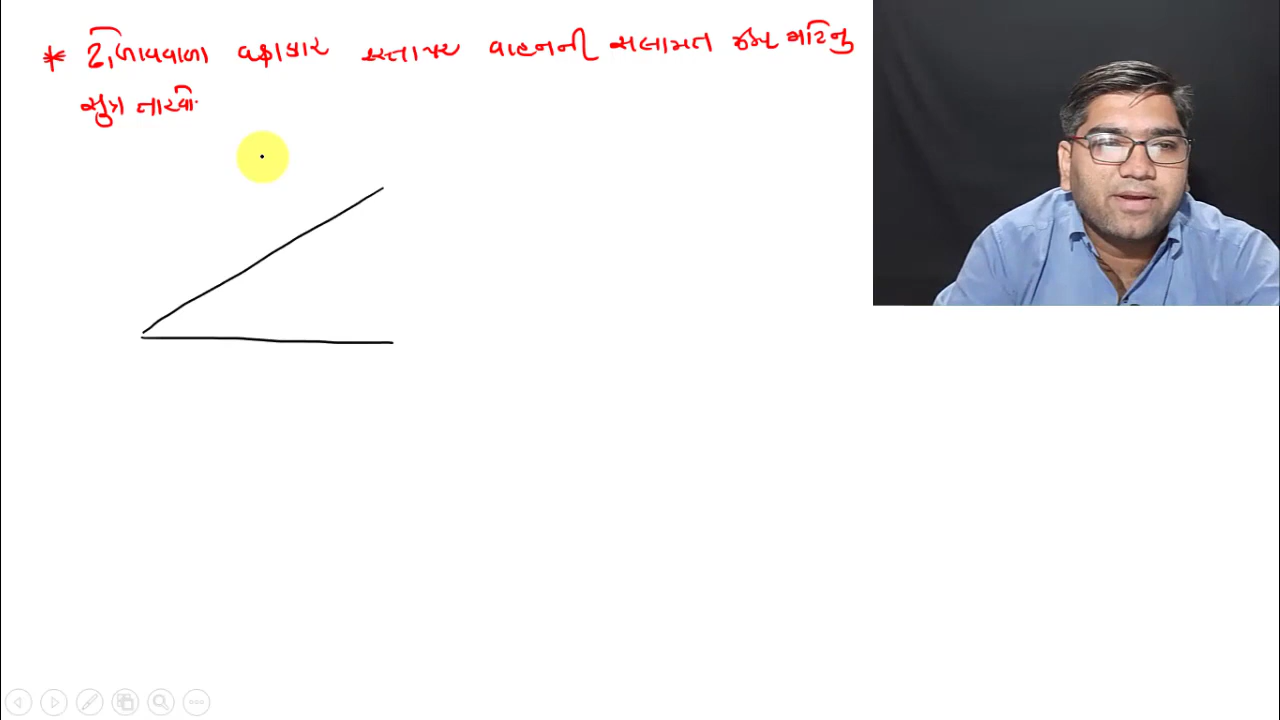 * ઢોળાવવાળા વક્રાકાર રસ્તાપર વાહનની સલામત ઝડપ માટેનુ
સુત્ર તારવો.